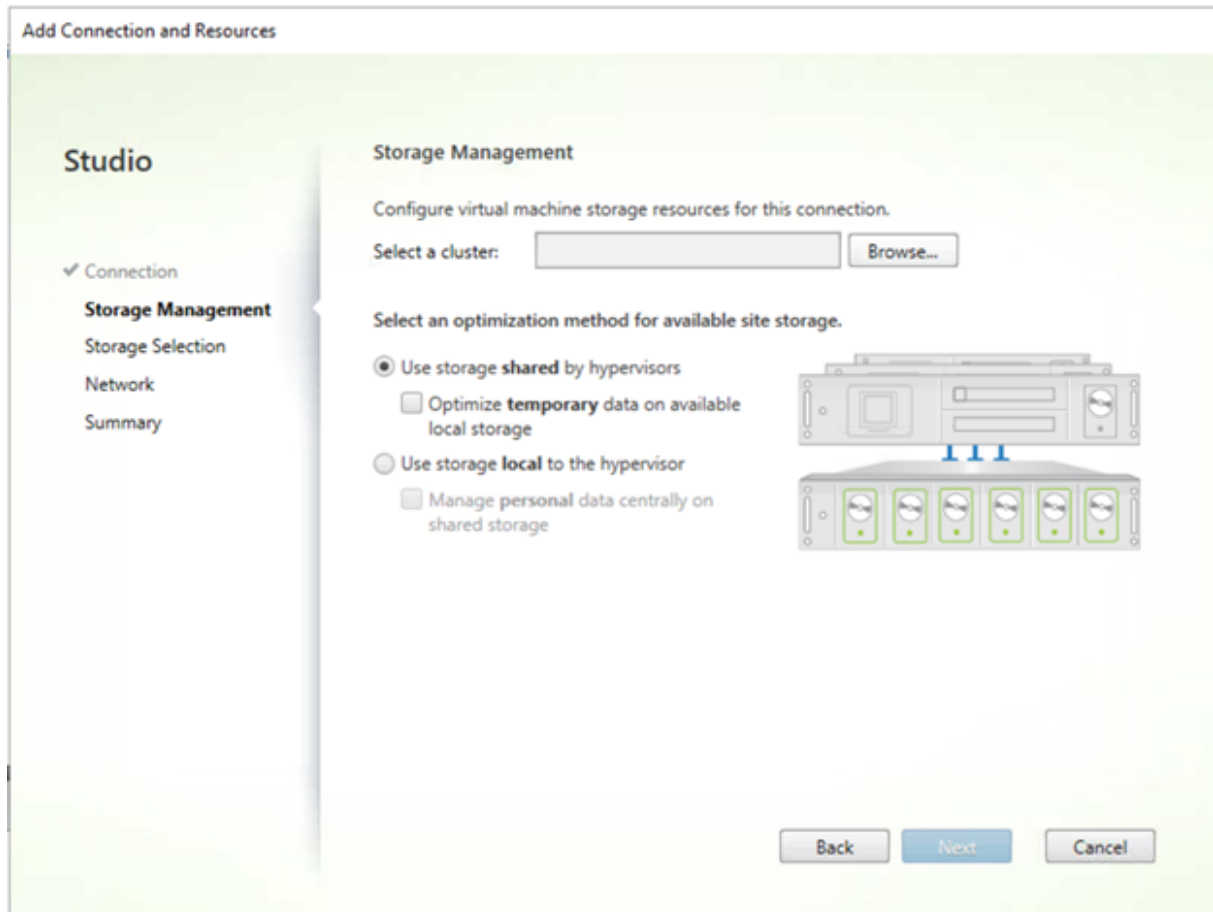 Add Connection and Resources
Studio
✔ Connection
Storage Management
Storage Selection
Network
Summary
Storage Management
Configure virtual machine storage resources for this connection.
Select a cluster:
Browse...
Select an optimization method for available site storage.
Use storage shared by hypervisors
Optimize temporary data on available
local storage
Use storage local to the hypervisor
Manage personal data centrally on
shared storage
Back
Next
Cancel